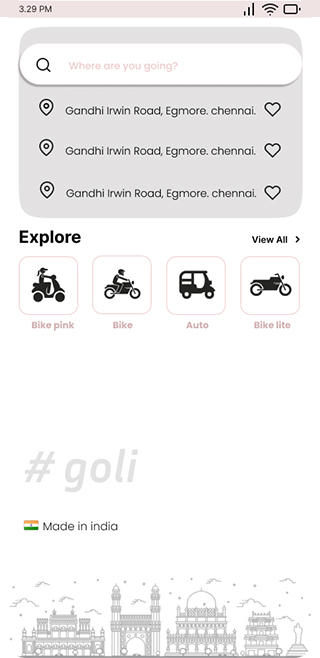 3.29 PM
Where are you going?
Gandhi Irwin Road, Egmore. chennai.
Gandhi Irwin Road, Egmore. chennai.
Gandhi Irwin Road, Egmore. chennai.
Explore
View All
Bike pink
Bike
Auto
Bike lite
# goli
Made in india